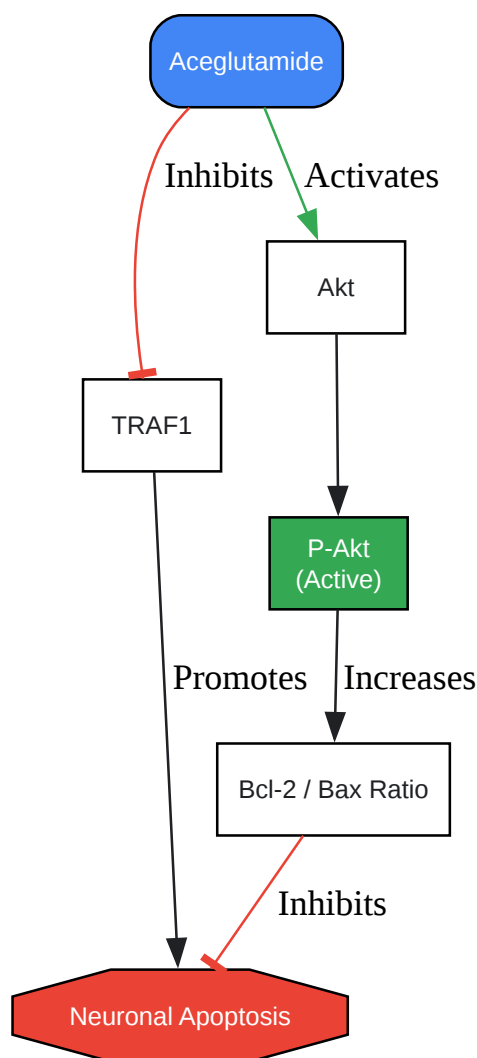 Aceglutamide
Inhibits
Activates
Akt
TRAF1
P-Akt
(Active)
Promotes
Increases
Bcl-2 / Bax Ratio
Inhibits
Neuronal Apoptosis